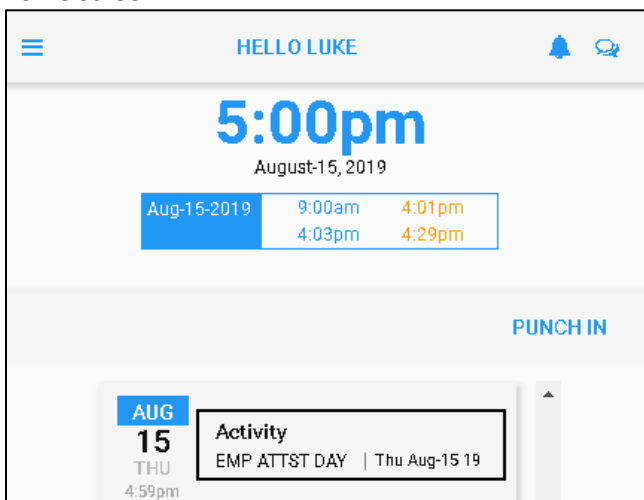 HELLO LUKE
5:00pm
August-15, 2019
Aug-15-2019 9:00am 4:01pm
4:03pm 4:29pm
PUNCH IN
AUG
15
THU
4:59pm
Activity
EMP ATTST DAY | Thu Aug-15 19